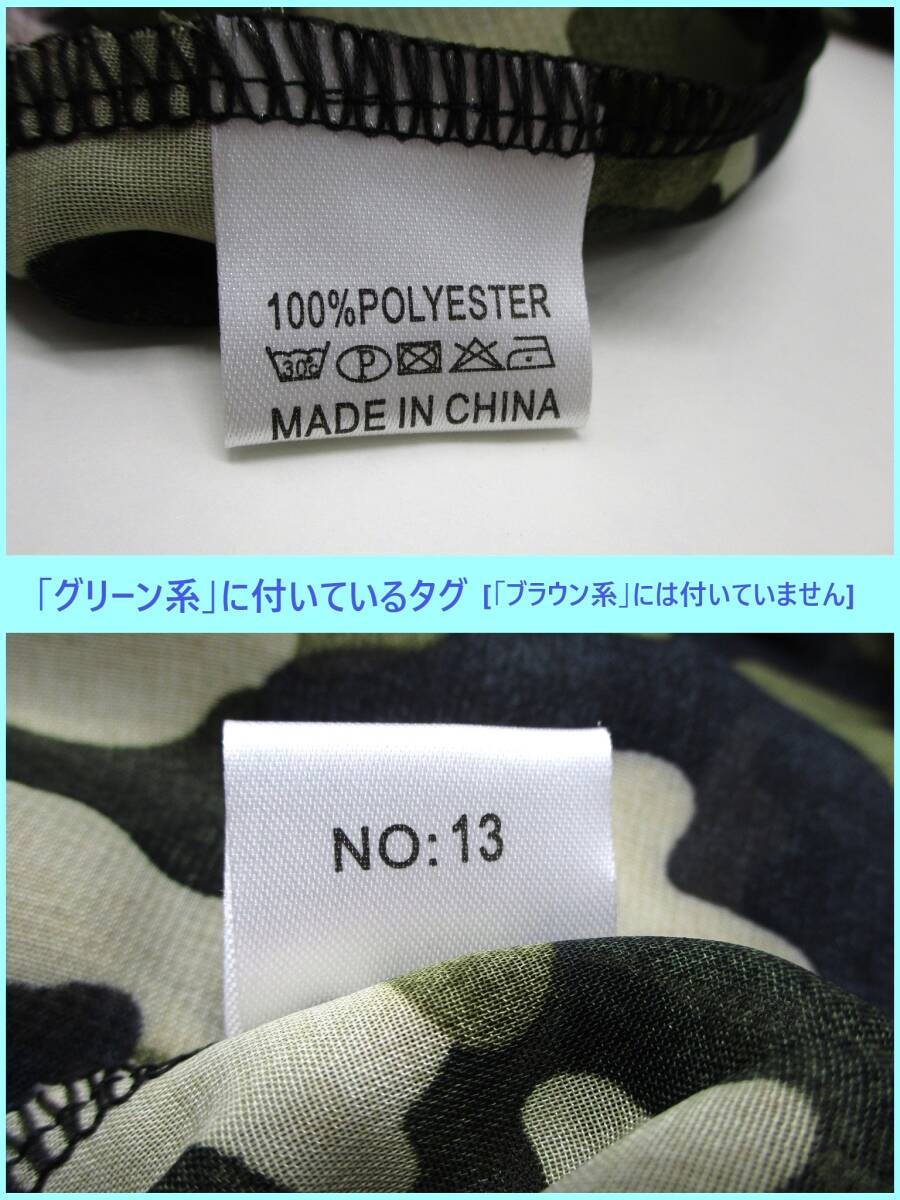 100%POLYESTER
30℃ P
MADE IN CHINA
「グリーン系」に付いているタグ [「ブラウン系」には付いていません]
NO: 13